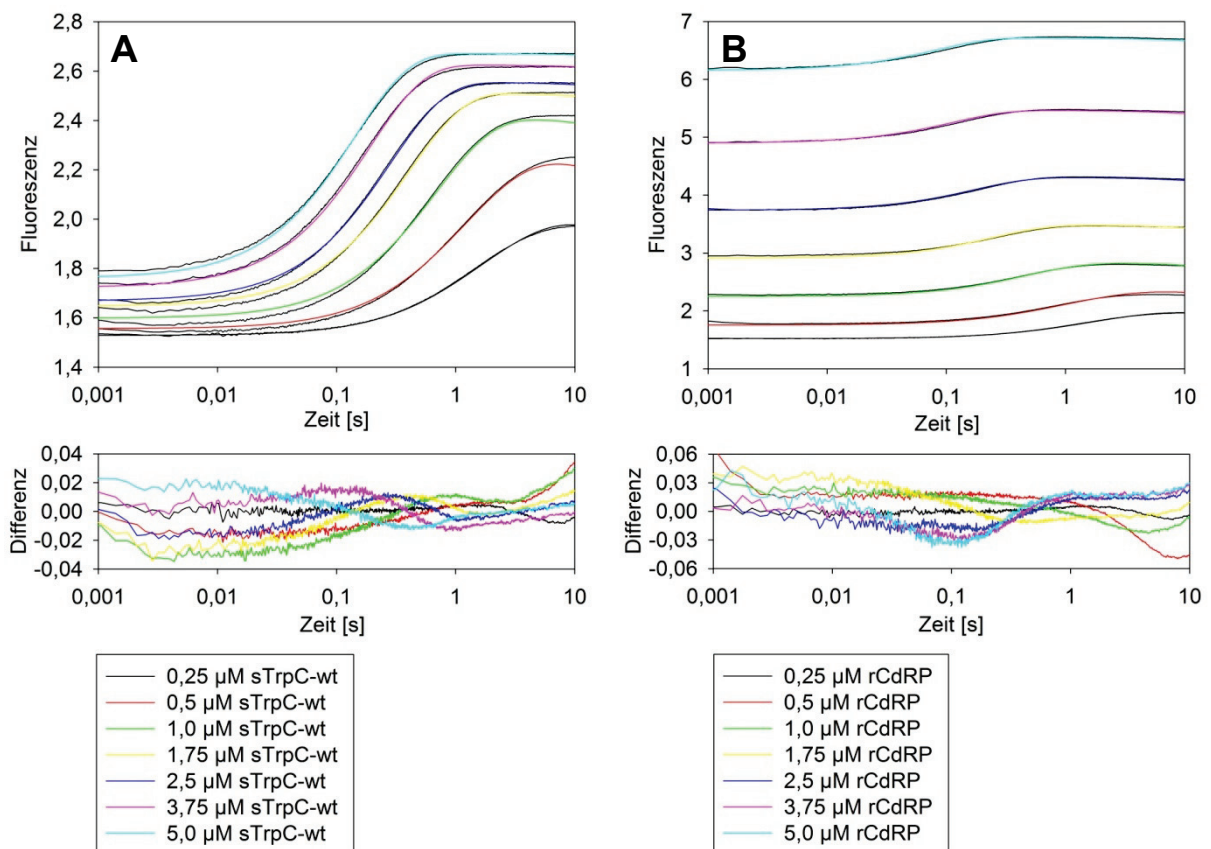 A
2,8
2,6
2,4
2,2
2,0
1,8
1,6
1,4
Fluoreszenz
0,001
0,01
0,1
1
10
Zeit [s]
0,04
0,02
0,00
-0,02
-0,04
Differenz
0,001
0,01
0,1
1
10
Zeit [s]
0,25 µM sTrpC-wt
0,5 µM sTrpC-wt
1,0 µM sTrpC-wt
1,75 µM sTrpC-wt
2,5 µM sTrpC-wt
3,75 µM sTrpC-wt
5,0 µM sTrpC-wt
B
7
6
5
4
3
2
1
Fluoreszenz
0,001
0,01
0,1
1
10
Zeit [s]
0,06
0,03
0,00
-0,03
-0,06
Differenz
0,001
0,01
0,1
1
10
Zeit [s]
0,25 µM rCdRP
0,5 µM rCdRP
1,0 µM rCdRP
1,75 µM rCdRP
2,5 µM rCdRP
3,75 µM rCdRP
5,0 µM rCdRP